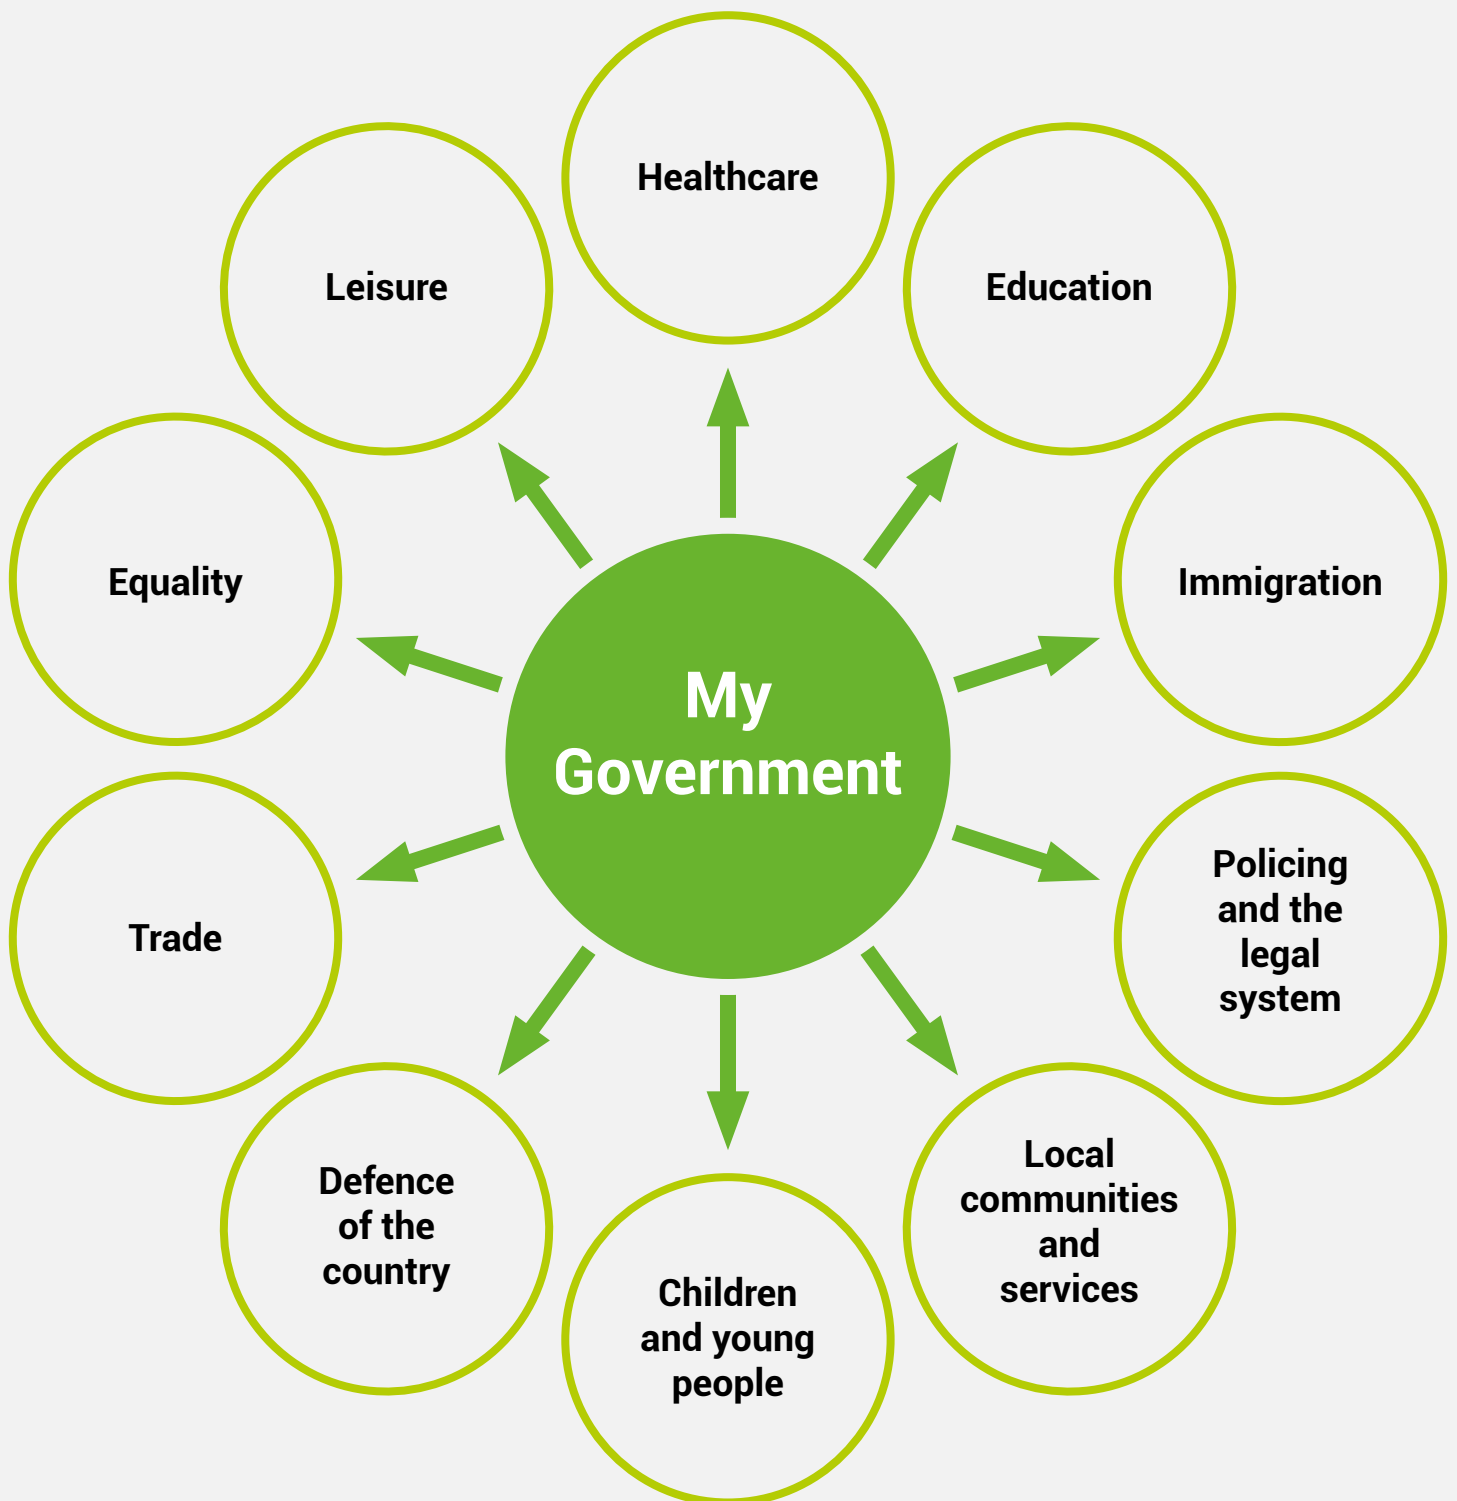 Healthcare
Leisure
Education
Equality
Immigration
My
Government
Trade
Policing
and the
legal
system
Defence
of the
country
Local
communities
and
services
Children
and young
people